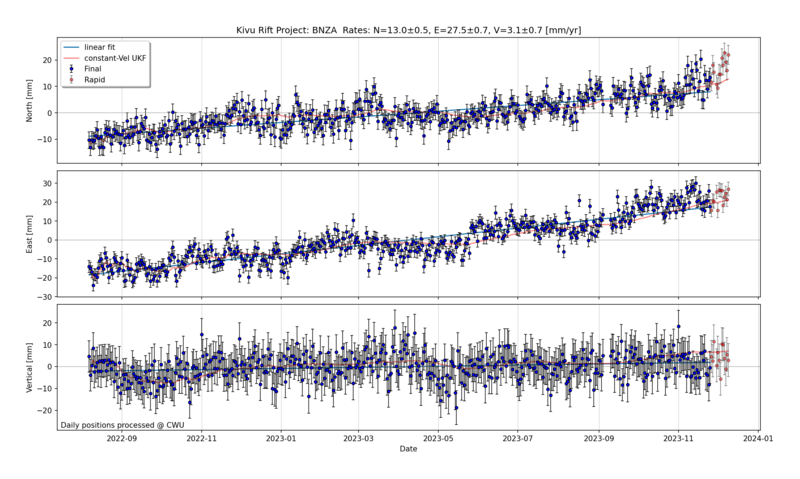 Kivu Rift Project: BNZA Rates: N=13.0±0.5, E=27.5±0.7, V=3.1±0.7 [mm/yr]
linear fit
constant-Vel UKF
Final
Rapid
North [mm]
20
10
0
−10
East [mm]
30
20
10
0
−10
−20
−30
Vertical [mm]
20
10
0
−10
−20
Daily positions processed @ CWU
2022-09 2022-11 2023-01 2023-03 2023-05 2023-07 2023-09 2023-11 2024-01
Date